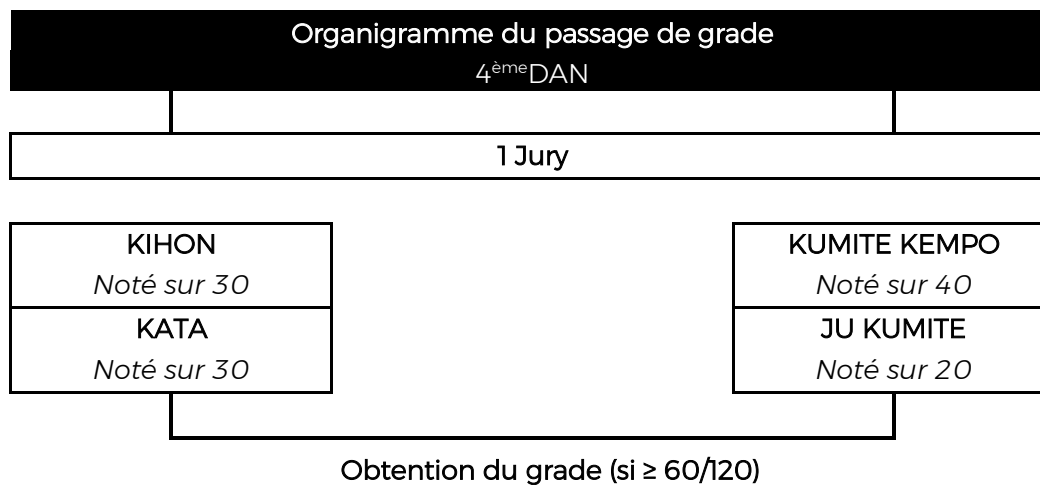 Organigramme du passage de grade
4èmeDAN
1 Jury
KIHON
Noté sur 30
KATA
Noté sur 30
KUMITE KEMPO
Noté sur 40
JU KUMITE
Noté sur 20
Obtention du grade (si ≥ 60/120)